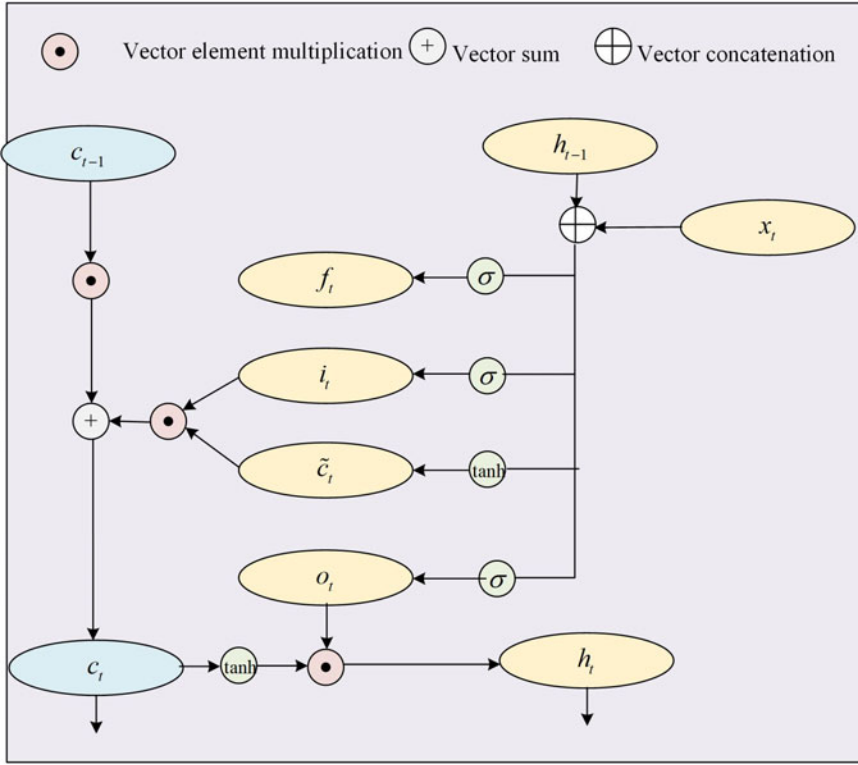 Vector element multiplication + Vector sum Vector concatenation
c_{t-1}
h_{t-1}
x_t
f_t σ
i_t σ
+
c̃_t tanh
o_t σ
c_t tanh h_t